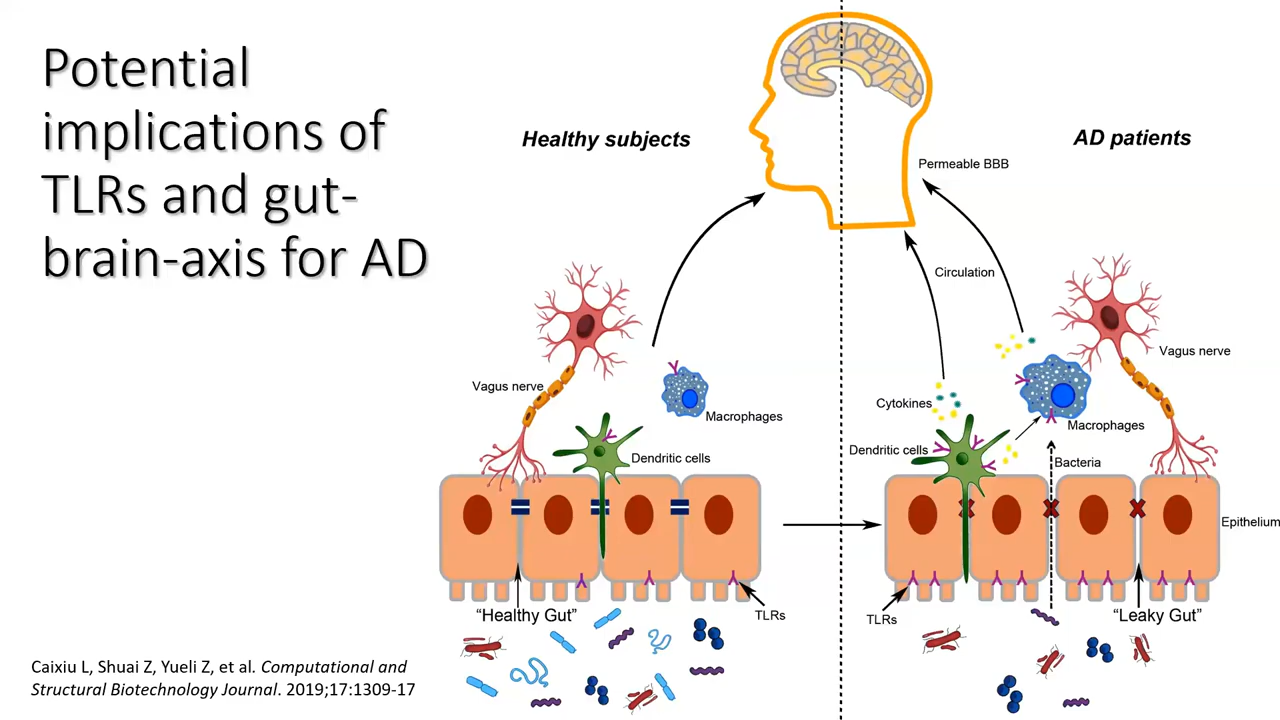 Potential
implications of
TLRs and gut-
brain-axis for AD
Healthy subjects
AD patients
Permeable BBB
Circulation
Vagus nerve
Macrophages
Dendritic cells
Vagus nerve
Cytokines
Macrophages
Dendritic cells
Bacteria
Epithelium
"Healthy Gut"
TLRs
TLRs
"Leaky Gut"
Caixiu L, Shuai Z, Yueli Z, et al. Computational and
Structural Biotechnology Journal. 2019;17:1309-17